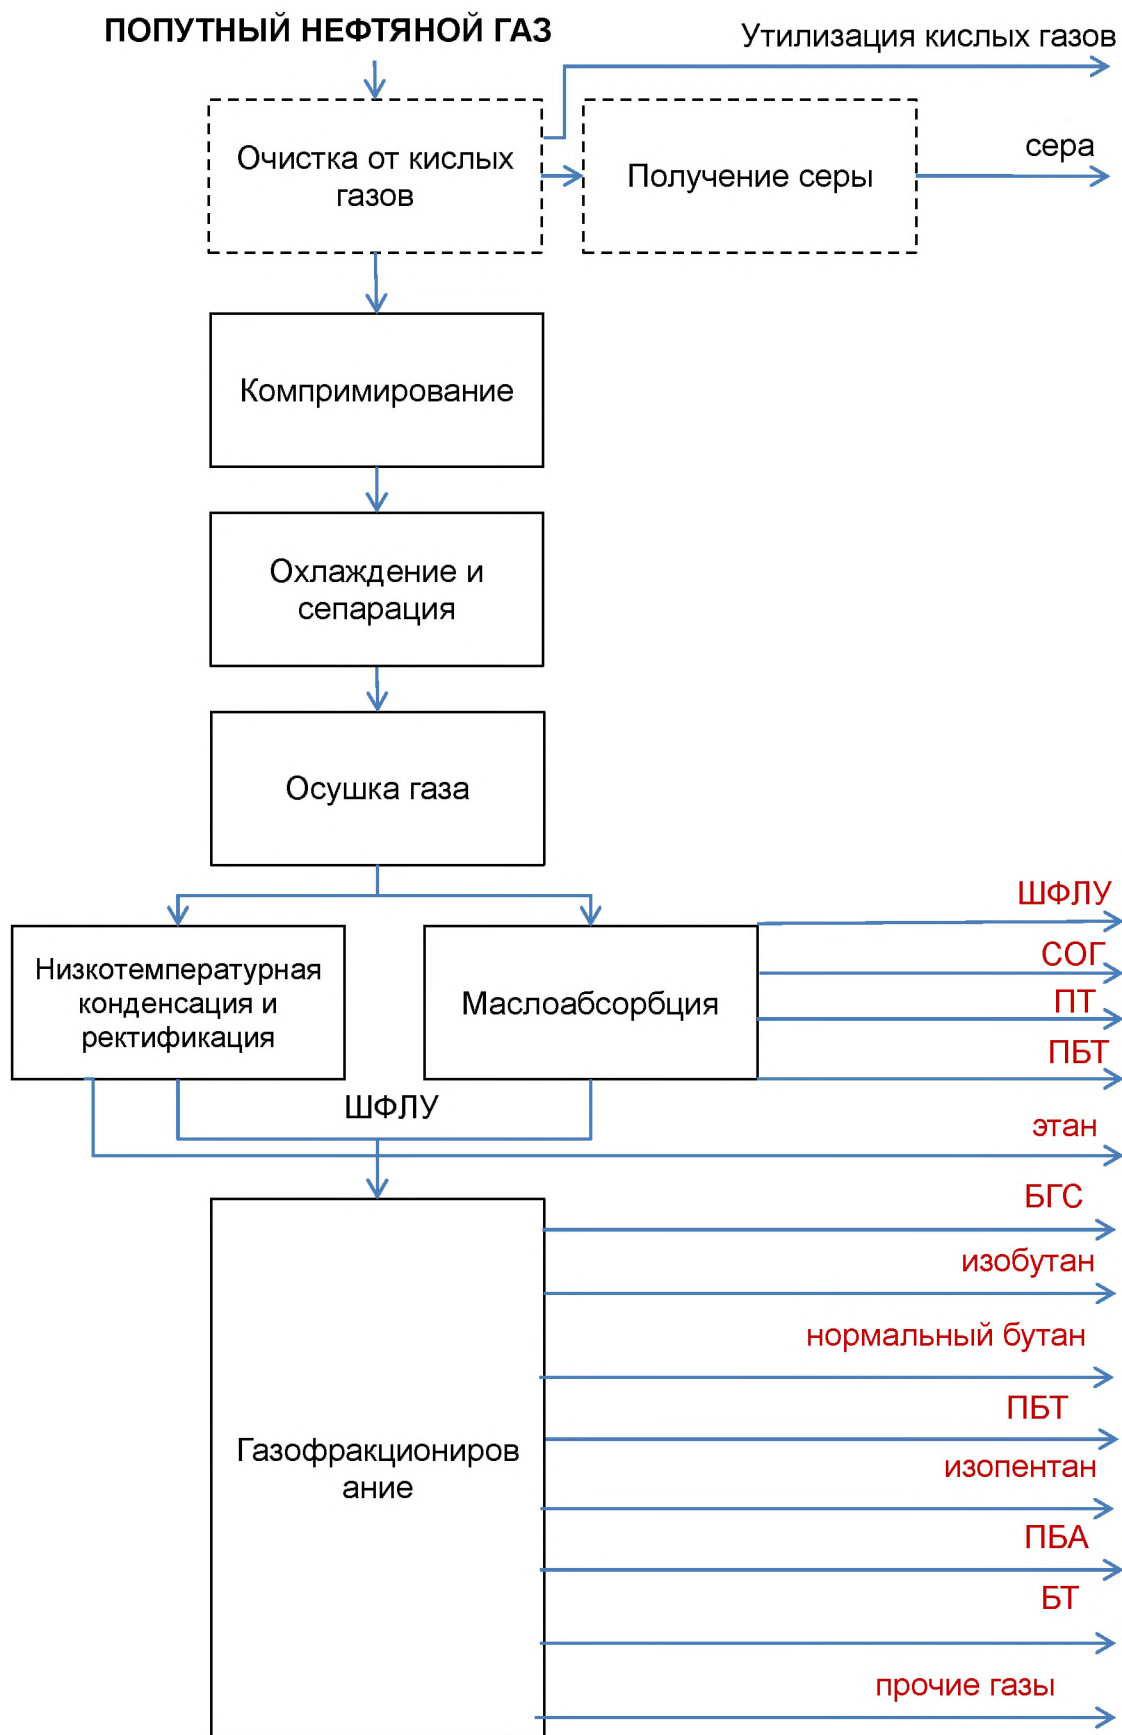 ПОПУТНЫЙ НЕФТЯНОЙ ГАЗ
Утилизация кислых газов
Очистка от кислых
газов
Получение серы
сера
Компримирование
Охлаждение и
сепарация
Осушка газа
Низкотемпературная
конденсация и
ректификация
Маслоабсорбция
ШФЛУ
СОГ
ПТ
ПБТ
ШФЛУ
этан
Газофракциониров
ание
БГС
изобутан
нормальный бутан
ПБТ
изопентан
ПБА
БТ
прочие газы